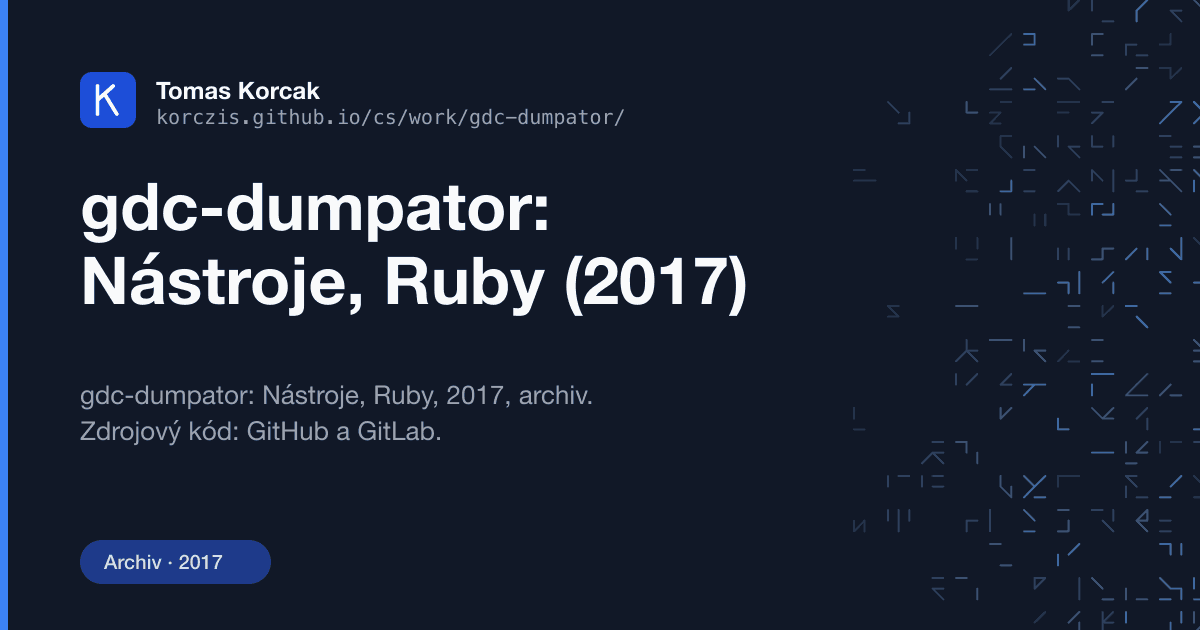 K
Tomas Korcak
korczis.github.io/cs/work/gdc-dumpator/
gdc-dumpator:
Nástroje, Ruby (2017)
gdc-dumpator: Nástroje, Ruby, 2017, archiv.
Zdrojový kód: GitHub a GitLab.
Archiv · 2017